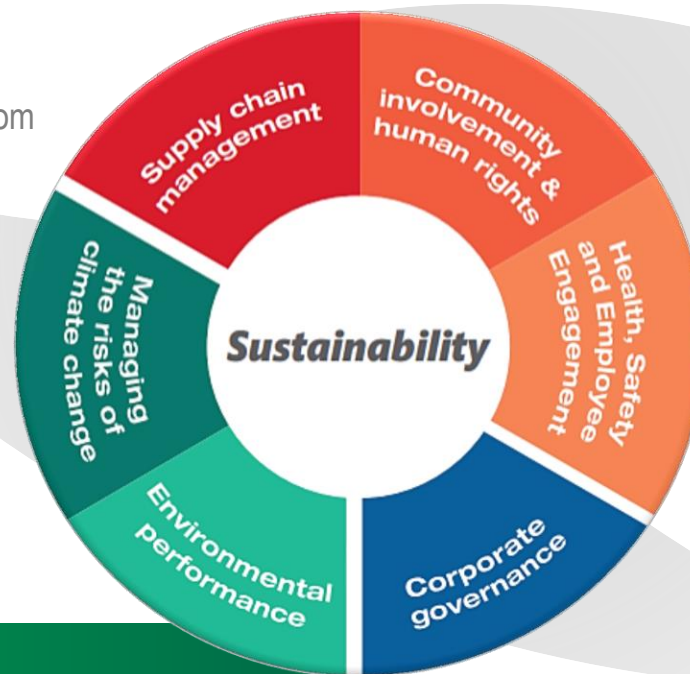 om
Supply chain
management
Community
involvement &
human rights
Health, Safety
and Employee
Engagement
Corporate
governance
Environmental
performance
Managing
the risks of
climate change
Sustainability